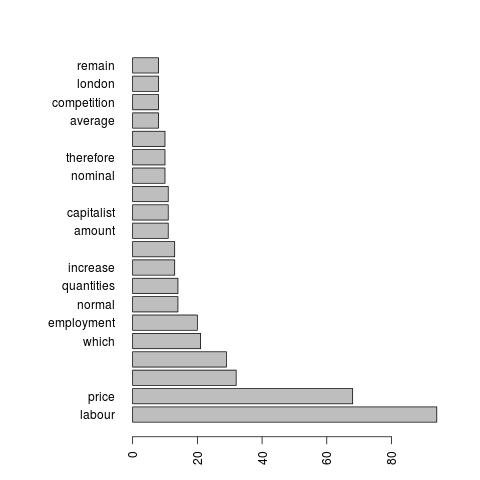 remain
london
competition
average
therefore
nominal
capitalist
amount
increase
quantities
normal
employment
which
price
labour
0 20 40 60 80